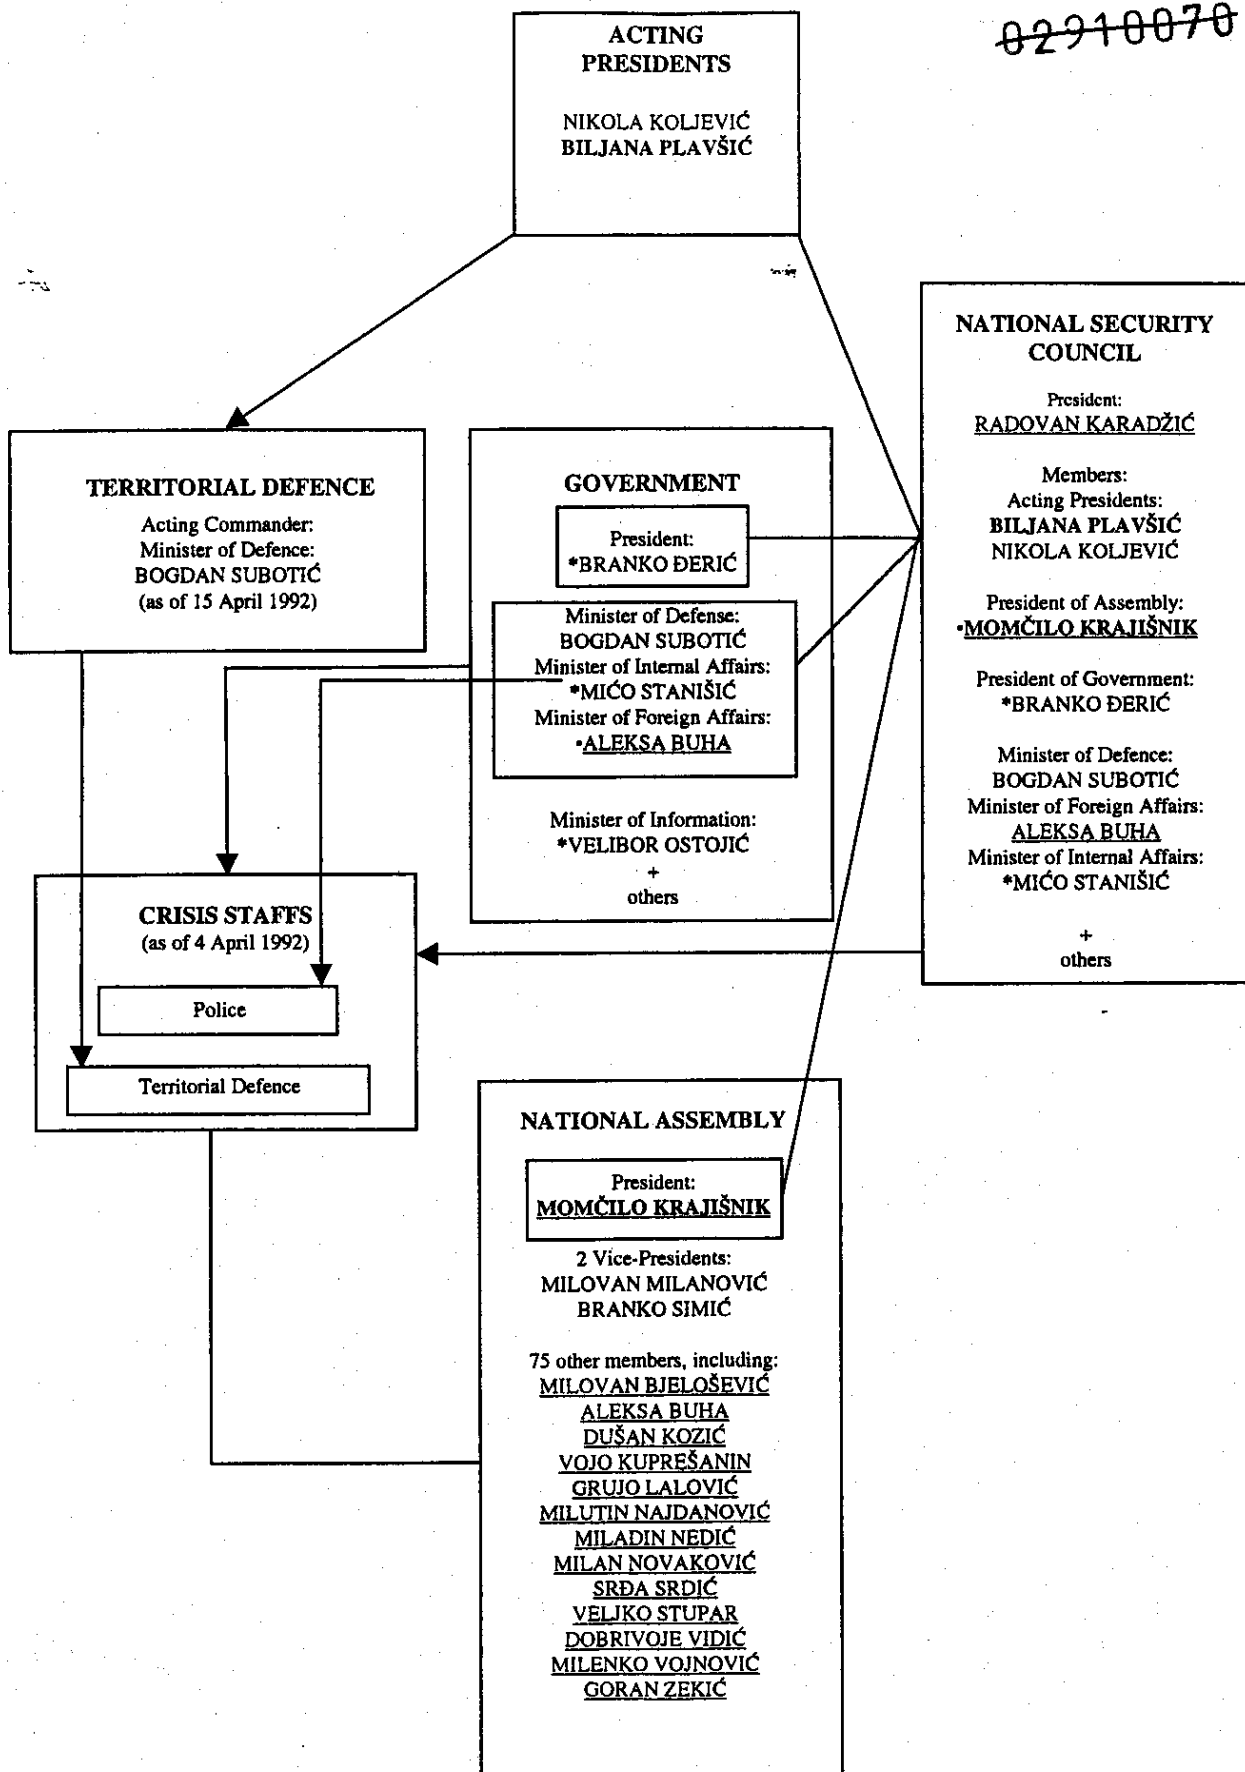 02910070
ACTING
PRESIDENTS
NIKOLA KOLJEVIĆ
BILJANA PLAVŠIĆ
NATIONAL SECURITY
COUNCIL
President:
RADOVAN KARADŽIĆ
Members:
Acting Presidents:
BILJANA PLAVŠIĆ
NIKOLA KOLJEVIĆ
President of Assembly:
•MOMČILO KRAJIŠNIK
President of Government:
*BRANKO ĐERIĆ
Minister of Defence:
BOGDAN SUBOTIĆ
Minister of Foreign Affairs:
ALEKSA BUHA
Minister of Internal Affairs:
*MIĆO STANIŠIĆ
+
others
TERRITORIAL DEFENCE
Acting Commander:
Minister of Defence:
BOGDAN SUBOTIĆ
(as of 15 April 1992)
GOVERNMENT
President:
*BRANKO ĐERIĆ
Minister of Defense:
BOGDAN SUBOTIĆ
Minister of Internal Affairs:
*MIĆO STANIŠIĆ
Minister of Foreign Affairs:
•ALEKSA BUHA
Minister of Information:
*VELIBOR OSTOJIĆ
+
others
CRISIS STAFFS
(as of 4 April 1992)
Police
Territorial Defence
NATIONAL ASSEMBLY
President:
MOMČILO KRAJIŠNIK
2 Vice-Presidents:
MILOVAN MILANOVIĆ
BRANKO SIMIĆ
75 other members, including:
MILOVAN BJELOŠEVIĆ
ALEKSA BUHA
DUŠAN KOZIĆ
VOJO KUPREŠANIN
GRUJO LALOVIĆ
MILUTIN NAJDANOVIĆ
MILADIN NEDIĆ
MILAN NOVAKOVIĆ
SRĐA SRDIĆ
VELJKO STUPAR
DOBRIVOJE VIDIĆ
MILENKO VOJNOVIĆ
GORAN ZEKIĆ